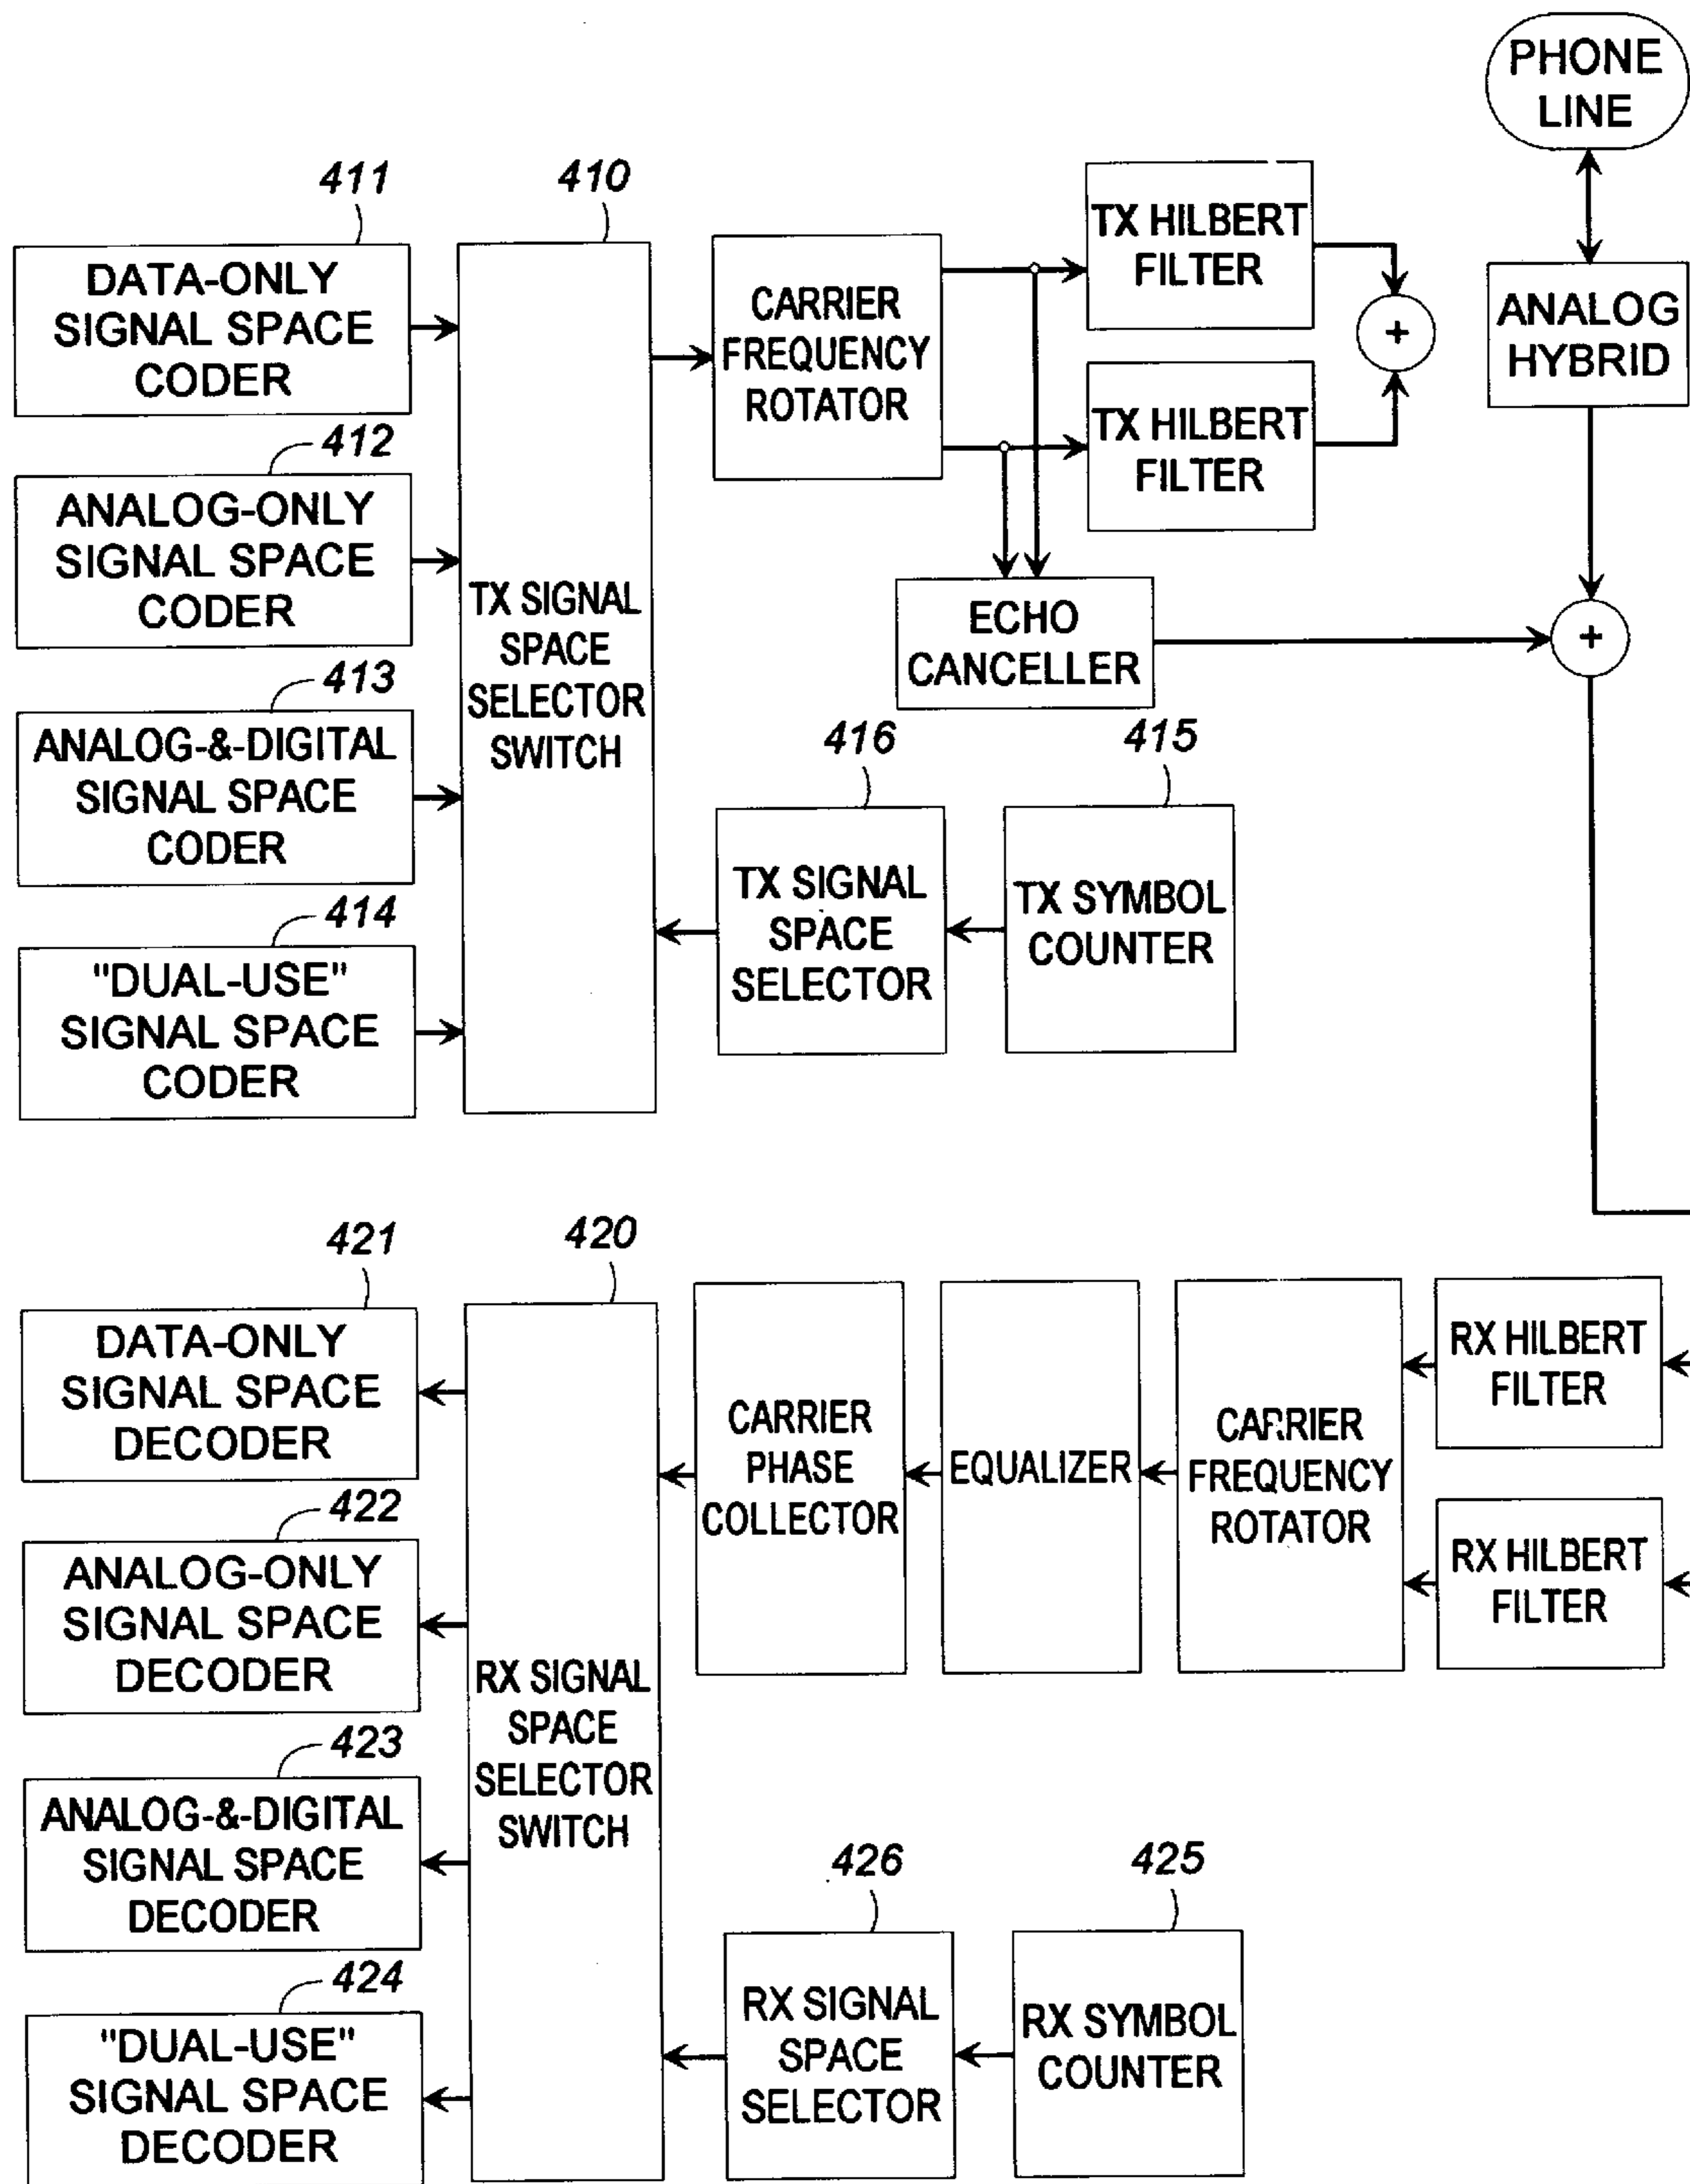 PHONE
LINE
411
410
DATA-ONLY
SIGNAL SPACE
CODER
TX HILBERT
FILTER
CARRIER
FREQUENCY
ROTATOR
+
ANALOG
HYBRID
412
ANALOG-ONLY
SIGNAL SPACE
CODER
TX HILBERT
FILTER
TX SIGNAL
SPACE
SELECTOR
SWITCH
ECHO
CANCELLER
+
413
ANALOG-&-DIGITAL
SIGNAL SPACE
CODER
416
415
TX SIGNAL
SPACE
SELECTOR
TX SYMBOL
COUNTER
414
"DUAL-USE"
SIGNAL SPACE
CODER
421
420
DATA-ONLY
SIGNAL SPACE
DECODER
CARRIER
PHASE
COLLECTOR
EQUALIZER
CARRIER
FREQUENCY
ROTATOR
RX HILBERT
FILTER
RX HILBERT
FILTER
422
ANALOG-ONLY
SIGNAL SPACE
DECODER
RX SIGNAL
SPACE
SELECTOR
SWITCH
423
ANALOG-&-DIGITAL
SIGNAL SPACE
DECODER
426
425
RX SIGNAL
SPACE
SELECTOR
RX SYMBOL
COUNTER
424
"DUAL-USE"
SIGNAL SPACE
DECODER